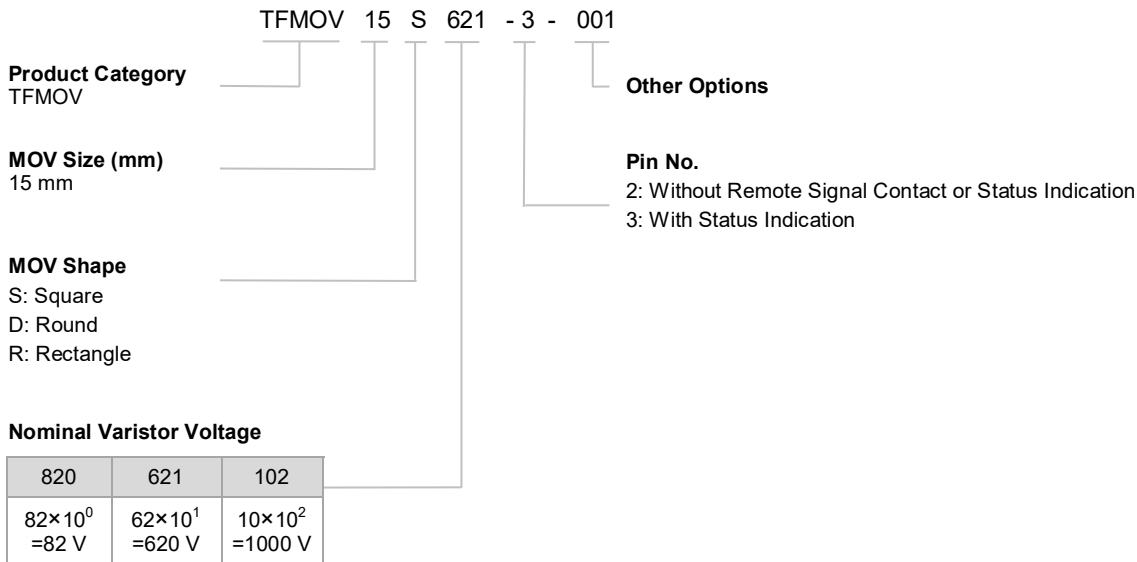 TFMOV 15 S 621 - 3 - 001
Product Category
TFMOV
Other Options
MOV Size (mm)
15 mm
Pin No.
2: Without Remote Signal Contact or Status Indication
3: With Status Indication
MOV Shape
S: Square
D: Round
R: Rectangle
Nominal Varistor Voltage
820 621 102
82×10⁰ 62×10¹ 10×10²
=82 V =620 V =1000 V